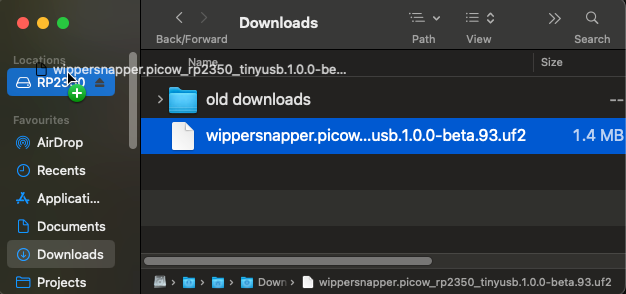 Downloads
Back/Forward
Path
View
Search
Locations
wippersnapper.picow_rp2350_tinyusb.1.0.0-be...
RP2350
Name
Size
old downloads
--
wippersnapper.picow...usb.1.0.0-beta.93.uf2
1.4 MB
Favourites
AirDrop
Recents
Applicati...
Documents
Downloads
Projects
Down
wippersnapper.picow_rp2350_tinyusb.1.0.0-beta.93.uf2